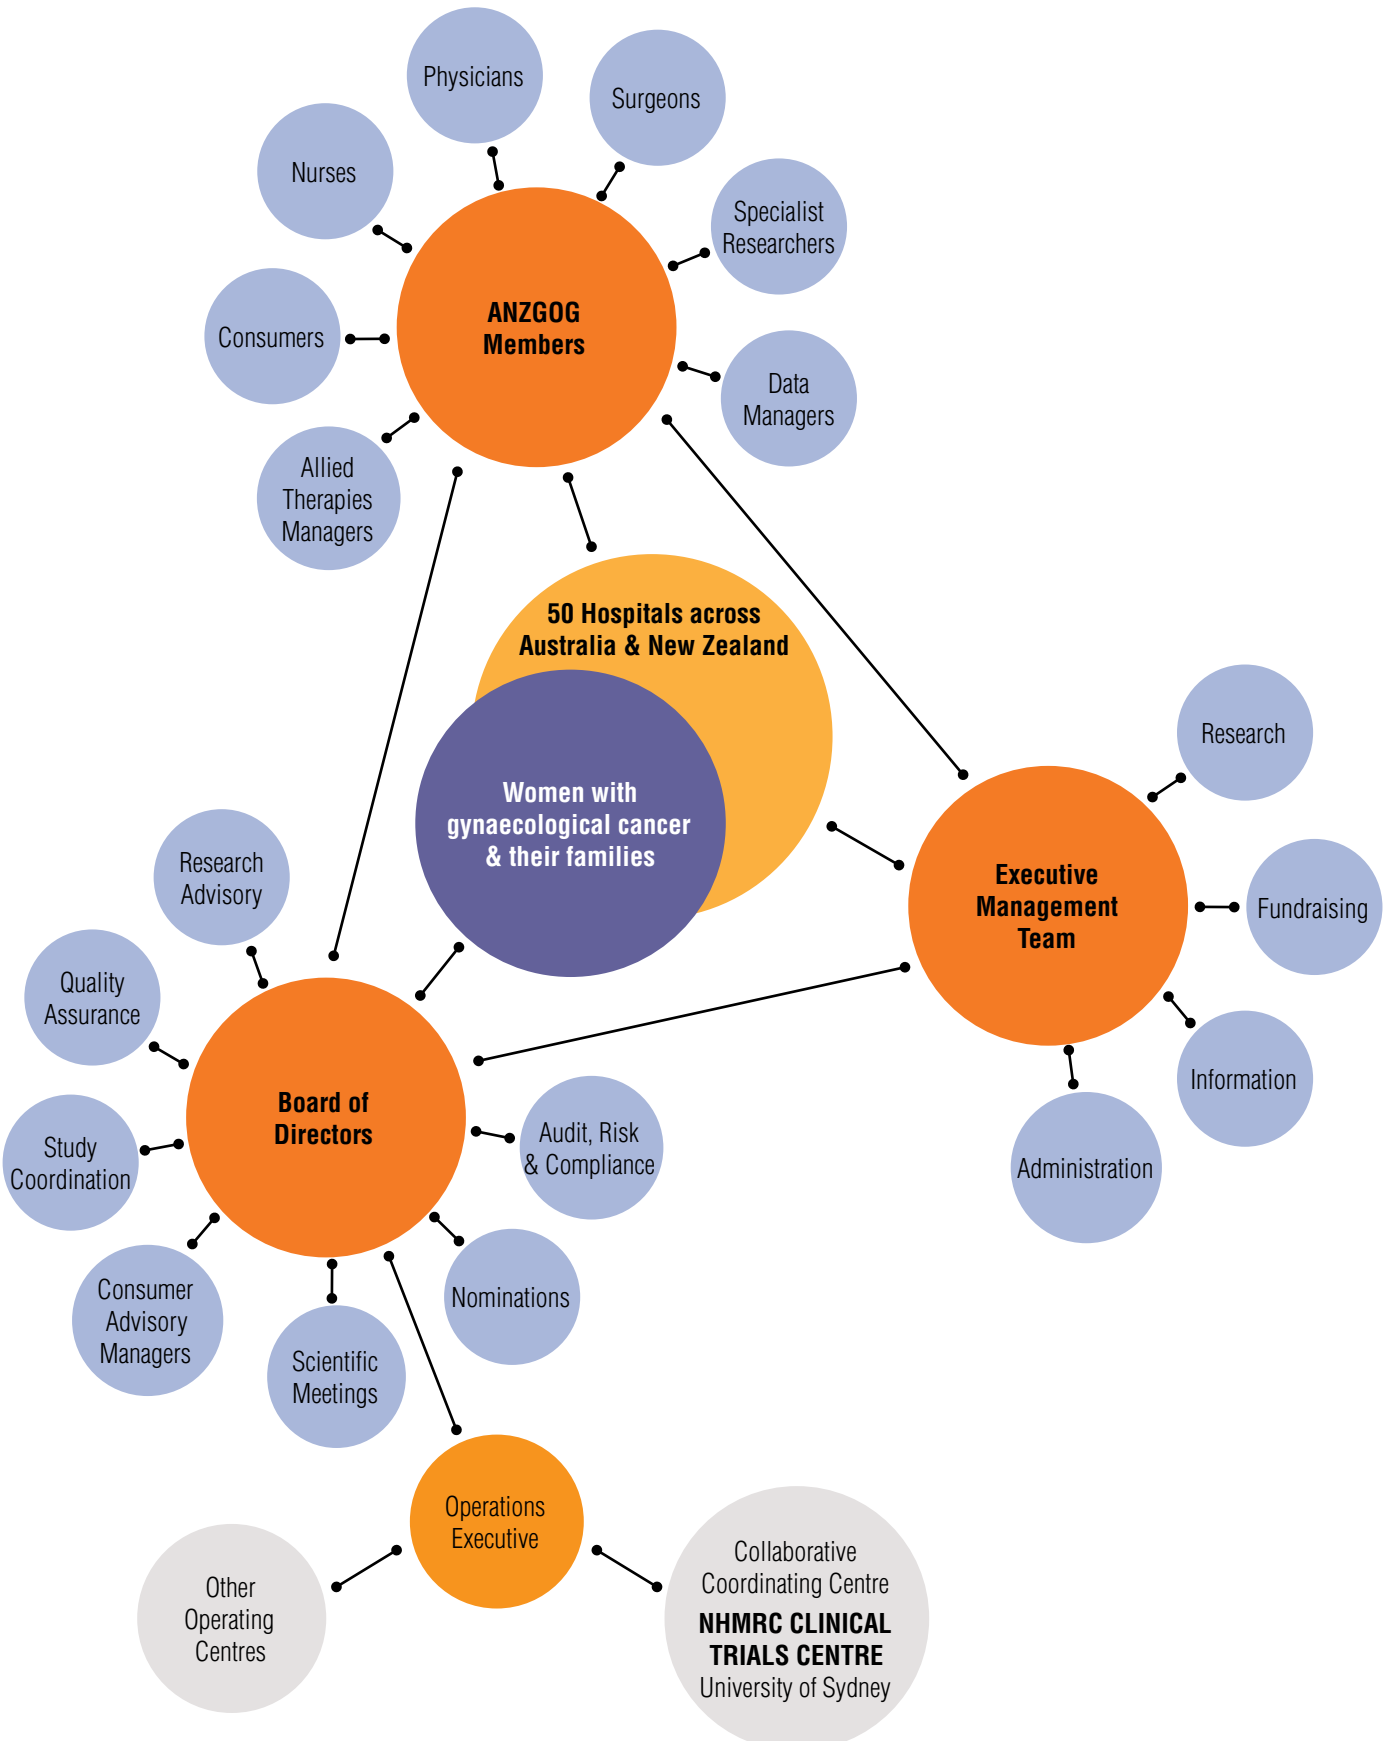 Physicians
Surgeons
Nurses
Specialist
Researchers
Consumers
ANZGOG
Members
Data
Managers
Allied
Therapies
Managers
50 Hospitals across
Australia & New Zealand
Women with
gynaecological cancer
& their families
Research
Executive
Management
Team
Fundraising
Information
Administration
Research
Advisory
Quality
Assurance
Study
Coordination
Board of
Directors
Audit, Risk
& Compliance
Consumer
Advisory
Managers
Scientific
Meetings
Nominations
Operations
Executive
Other
Operating
Centres
Collaborative
Coordinating Centre
NHMRC CLINICAL
TRIALS CENTRE
University of Sydney